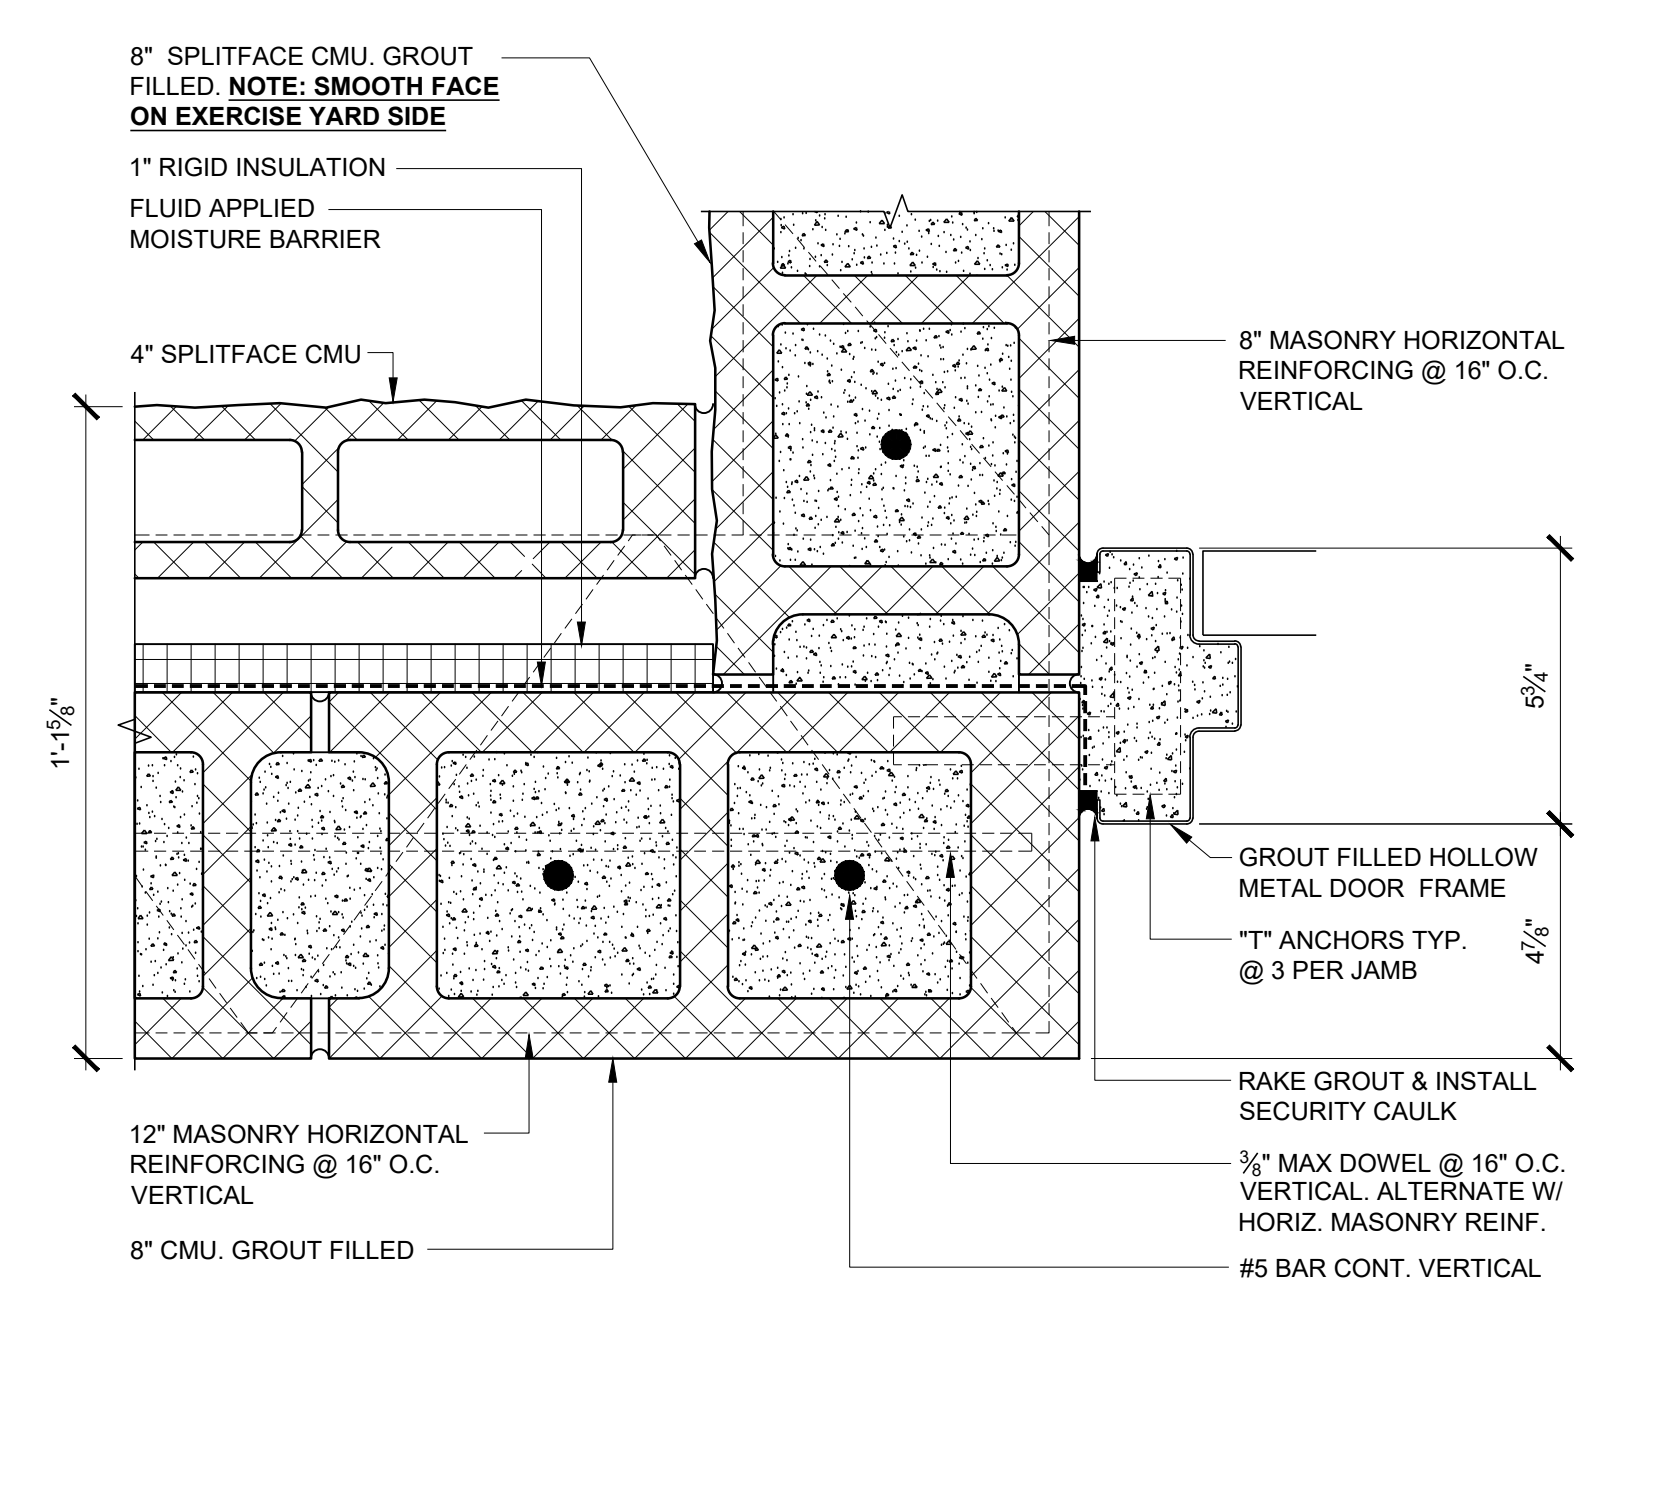 8" SPLITFACE CMU. GROUT
FILLED. NOTE: SMOOTH FACE
ON EXERCISE YARD SIDE
1" RIGID INSULATION
FLUID APPLIED
MOISTURE BARRIER
4" SPLITFACE CMU
8" MASONRY HORIZONTAL
REINFORCING @ 16" O.C.
VERTICAL
1'-1⅝"
5¾"
GROUT FILLED HOLLOW
METAL DOOR FRAME
4⅞"
"T" ANCHORS TYP.
@ 3 PER JAMB
RAKE GROUT & INSTALL
SECURITY CAULK
12" MASONRY HORIZONTAL
REINFORCING @ 16" O.C.
VERTICAL
⅜" MAX DOWEL @ 16" O.C.
VERTICAL. ALTERNATE W/
HORIZ. MASONRY REINF.
8" CMU. GROUT FILLED
#5 BAR CONT. VERTICAL